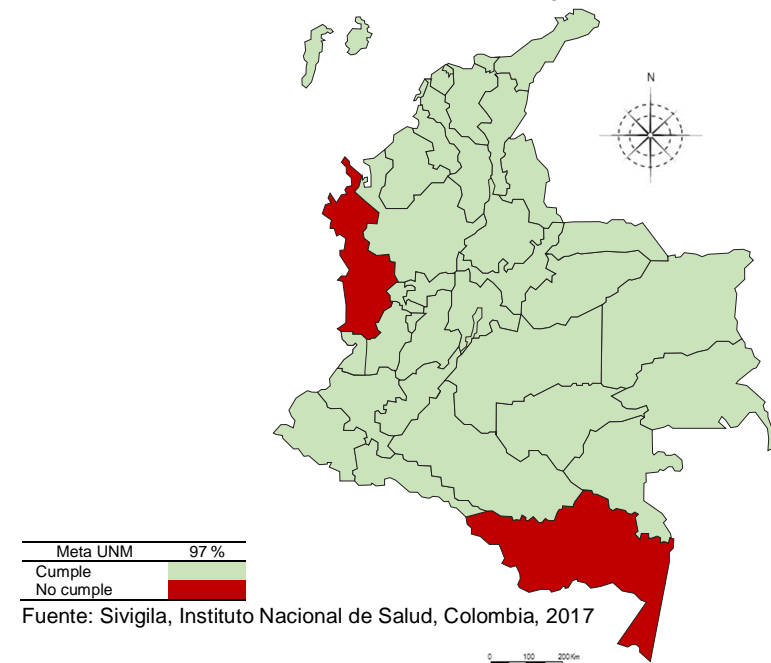 N
Meta UNM 97 %
Cumple
No cumple
Fuente: Sivigila, Instituto Nacional de Salud, Colombia, 2017
0 100 200 Km